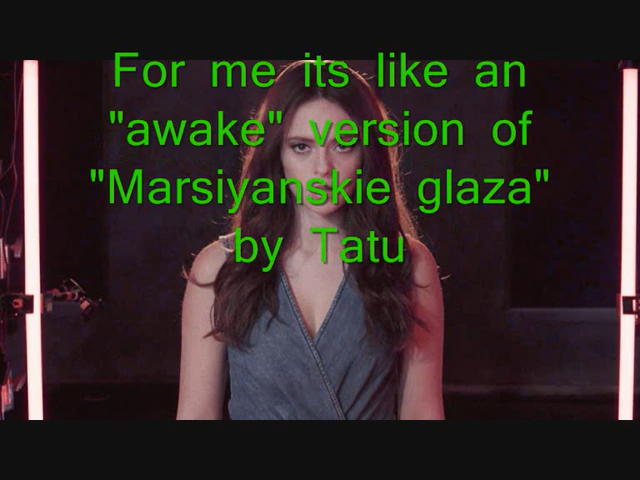 For me its like an
"awake" version of
"Marsiyanskie glaza"
by Tatu